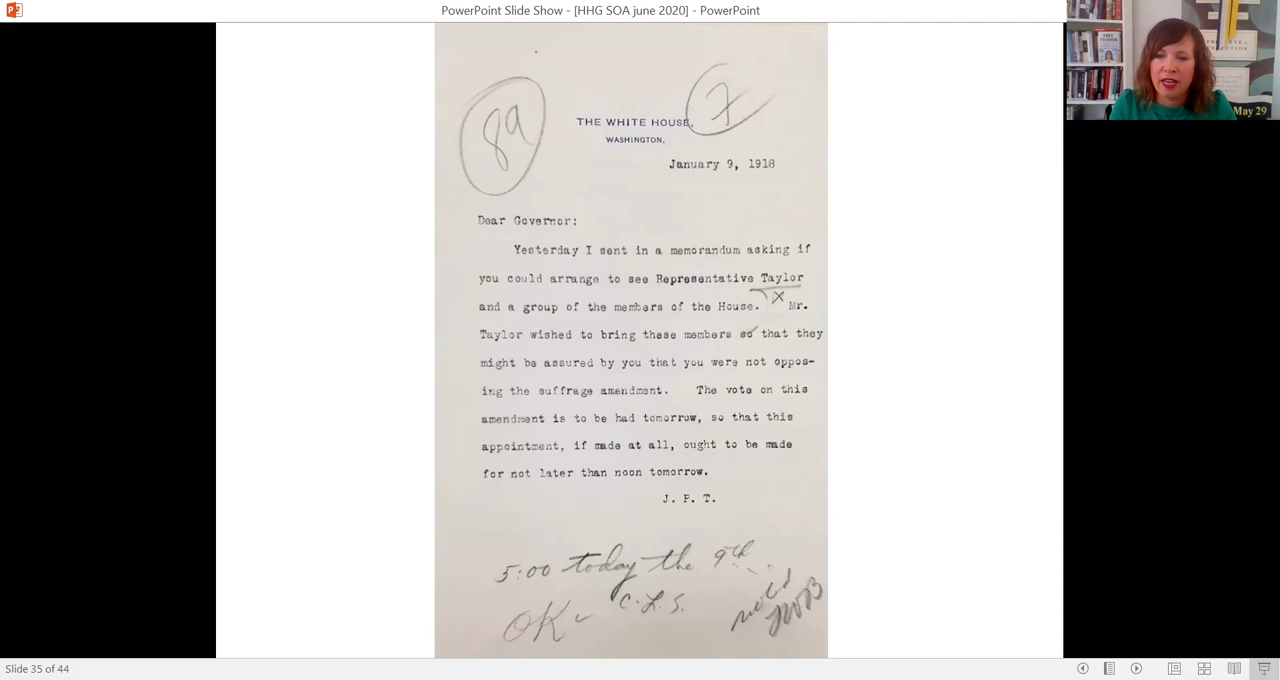 PowerPoint Slide Show - [HHG SOA june 2020] - PowerPoint
May 29
89
7
THE WHITE HOUSE.
WASHINGTON.
January 9, 1918
Dear Governor:
Yesterday I sent in a memorandum asking if
you could arrange to see Representative Taylor
and a group of the members of the House. X Mr.
Taylor wished to bring these members so that they
might be assured by you that you were not oppos-
ing the suffrage amendment. The vote on this
amendment is to be had tomorrow, so that this
appointment, if made at all, ought to be made
for not later than noon tomorrow.
J. P. T.
5:00 today the 9th
C.L.S.
OK
Slide 35 of 44